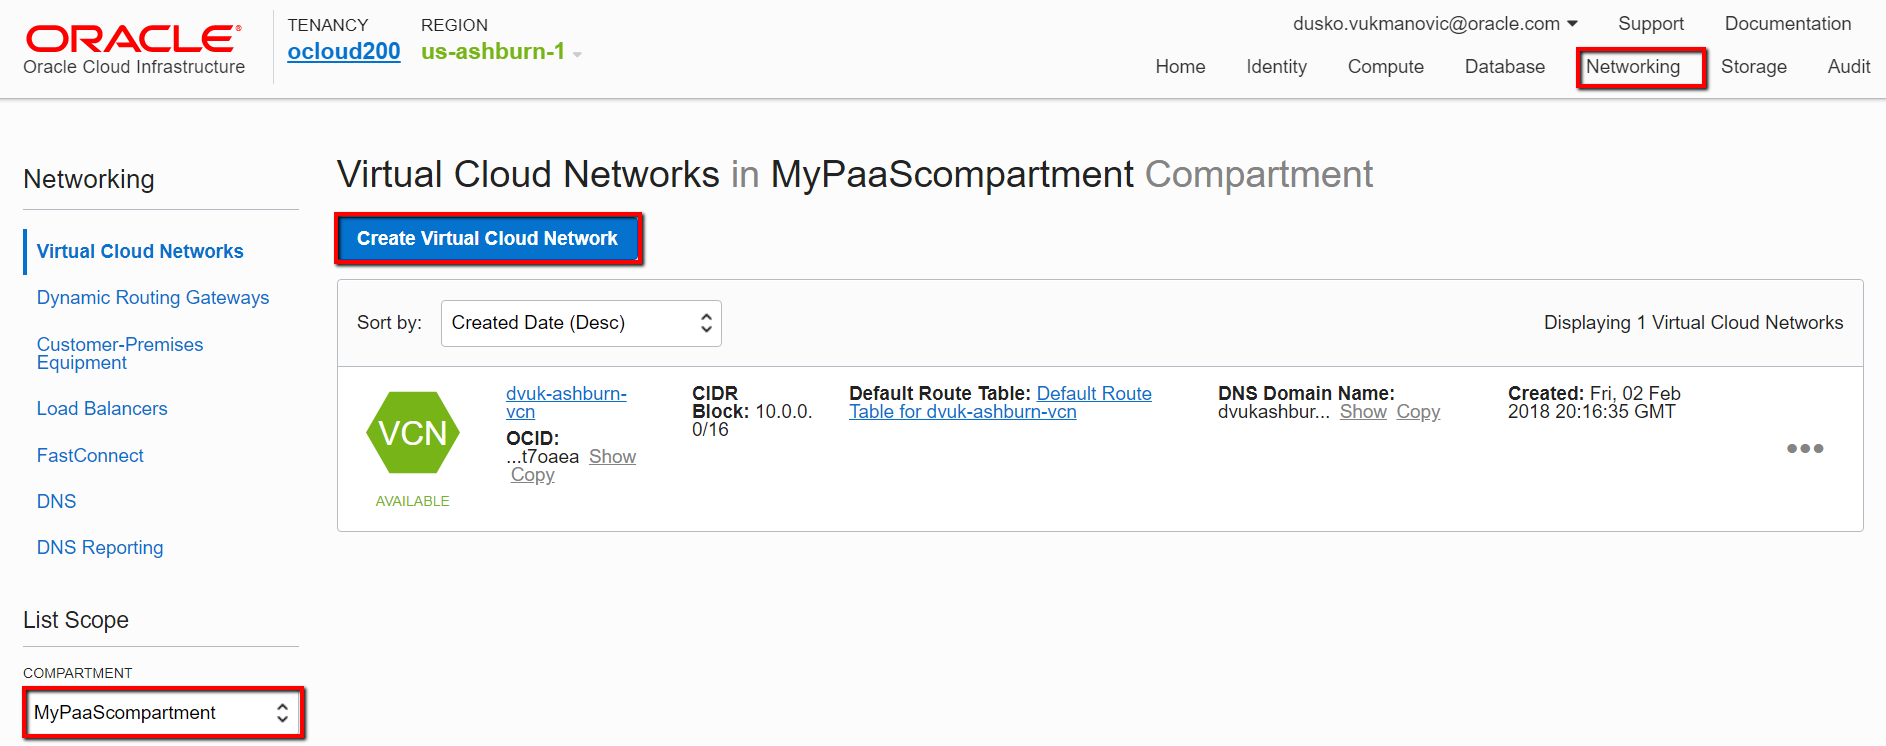 ORACLE®
Oracle Cloud Infrastructure
TENANCY
ocloud200
REGION
us-ashburn-1
dusko.vukmanovic@oracle.com
Support
Documentation
Home
Identity
Compute
Database
Networking
Storage
Audit
Networking
Virtual Cloud Networks
Dynamic Routing Gateways
Customer-Premises
Equipment
Load Balancers
FastConnect
DNS
DNS Reporting
List Scope
COMPARTMENT
MyPaaScompartment
Virtual Cloud Networks in MyPaaScompartment Compartment
Create Virtual Cloud Network
Sort by:
Created Date (Desc)
Displaying 1 Virtual Cloud Networks
VCN
AVAILABLE
dvuk-ashburn-
vcn
OCID:
...t7oaea Show
Copy
CIDR
Block: 10.0.0.
0/16
Default Route Table: Default Route
Table for dvuk-ashburn-vcn
DNS Domain Name:
dvukashbur... Show Copy
Created: Fri, 02 Feb
2018 20:16:35 GMT